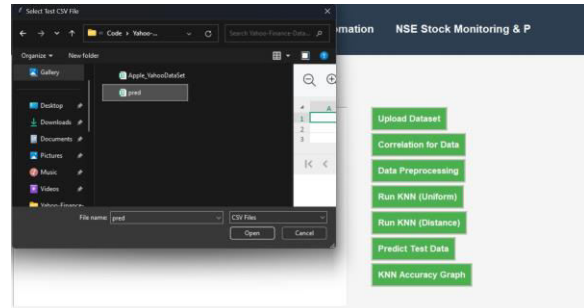 Select Test CSV File
Code > Yahoo-...
Search Yahoo-Finance-Data...
Organize
New folder
Gallery
Desktop
Downloads
Documents
Pictures
Music
Videos
Yahoo-Finance-
Apple_YahooDataSet
pred
A
1
2
3
File name: pred
CSV Files
Open
Cancel
mation
NSE Stock Monitoring & P
Upload Dataset
Correlation for Data
Data Preprocessing
Run KNN (Uniform)
Run KNN (Distance)
Predict Test Data
KNN Accuracy Graph